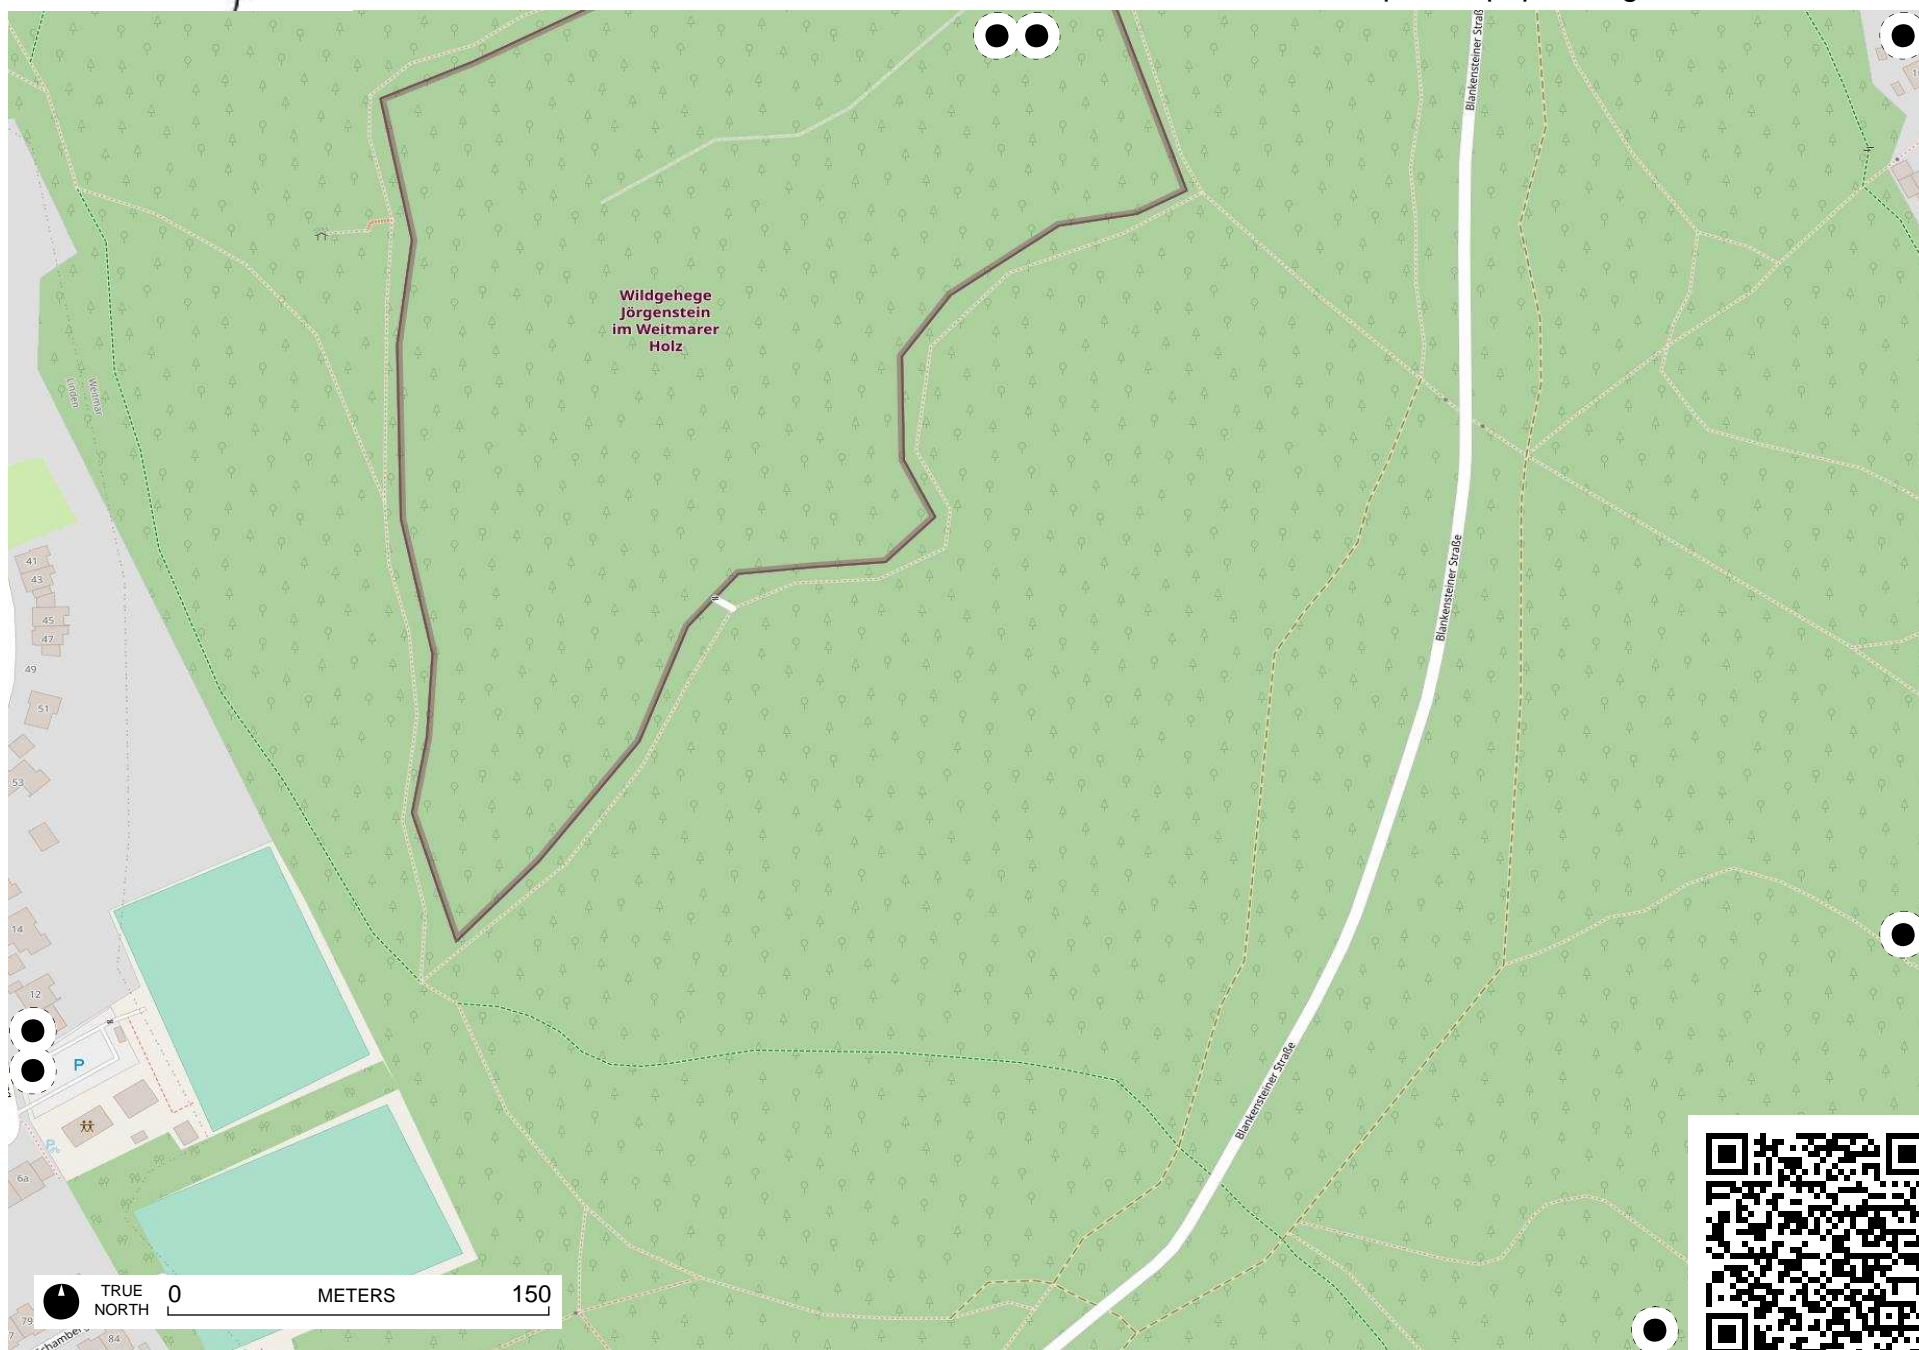 Blankensteiner Straß
Wildgehege
Jörgenstein
im Weitmarer
Holz
Weitmar
Linden
41
43
45
47
49
51
53
14
12
P
6a
Blankensteiner Straße
Blankensteiner Straße
TRUE
NORTH
0
METERS
150
79
84